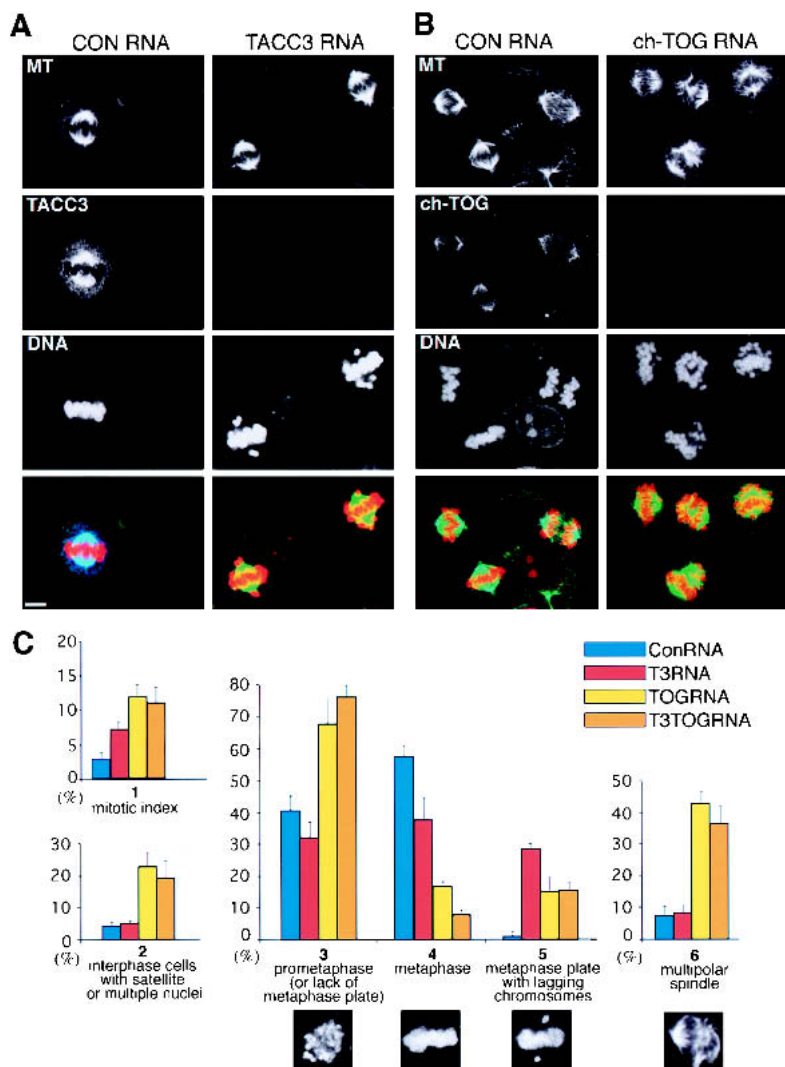 A
CON RNA
TACC3 RNA
MT
TACC3
DNA
B
CON RNA
ch-TOG RNA
MT
ch-TOG
DNA
C
ConRNA
T3RNA
TOGRNA
T3TOGRNA
20
15
10
5
0
(%)
1
mitotic index
30
20
10
0
(%)
2
interphase cells
with satellite
or multiple nuclei
80
70
60
50
40
30
20
10
0
(%)
3
prometaphase
(or lack of
metaphase plate)
4
metaphase
5
metaphase plate
with lagging
chromosomes
50
40
30
20
10
0
(%)
6
multipolar
spindle